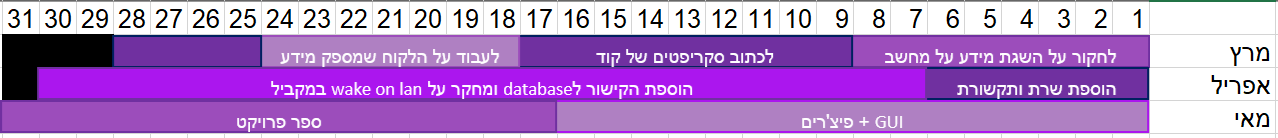 1 2 3 4 5 6 7 8 9 10 11 12 13 14 15 16 17 18 19 20 21 22 23 24 25 26 27 28 29 30 31
מרץ לחקור על השגת מידע על מחשב לכתוב סקריפטים של קוד לעבוד על הלקוח שמספק מידע
אפריל הוספת שרת ותקשורת הוספת הקישור לdatabase ומחקר על wake on lan במקביל
מאי GUI + פיצ'רים ספר פרויקט